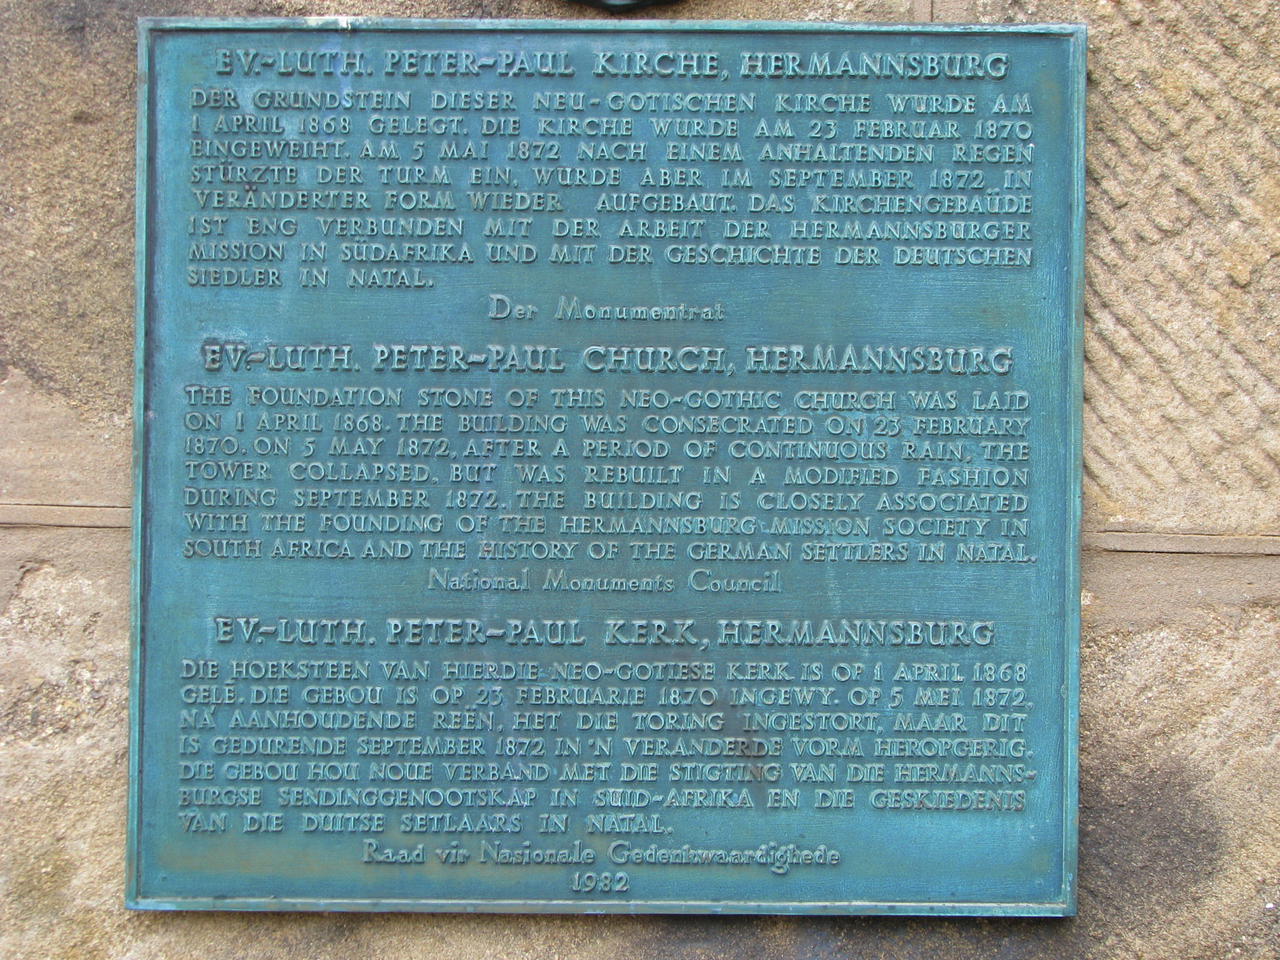 EV.-LUTH. PETER-PAUL KIRCHE, HERMANNSBURG
DER GRUNDSTEIN DIESER NEU-GOTISCHEN KIRCHE WURDE AM
1 APRIL 1868 GELEGT. DIE KIRCHE WURDE AM 23 FEBRUAR 1870
EINGEWEIHT. AM 5 MAI 1872 NACH EINEM ANHALTENDEN REGEN
STÜRZTE DER TURM EIN, WURDE ABER IM SEPTEMBER 1872 IN
VERÄNDERTER FORM WIEDER AUFGEBAUT. DAS KIRCHENGEBAÜDE
IST ENG VERBUNDEN MIT DER ARBEIT DER HERMANNSBURGER
MISSION IN SÜDAFRIKA, UND MIT DER GESCHICHTE DER DEUTSCHEN
SIEDLER IN NATAL.
Der Monumentrat
EV.-LUTH. PETER-PAUL CHURCH, HERMANNSBURG
THE FOUNDATION STONE OF THIS NEO-GOTHIC CHURCH WAS LAID
ON 1 APRIL 1868. THE BUILDING WAS CONSECRATED ON 23 FEBRUARY
1870. ON 5 MAY 1872, AFTER A PERIOD OF CONTINUOUS RAIN, THE
TOWER COLLAPSED, BUT WAS REBUILT IN A MODIFIED FASHION
DURING SEPTEMBER 1872. THE BUILDING IS CLOSELY ASSOCIATED
WITH THE FOUNDING OF THE HERMANNSBURG MISSION SOCIETY IN
SOUTH AFRICA AND THE HISTORY OF THE GERMAN SETTLERS IN NATAL.
National Monuments Council
EV.-LUTH. PETER-PAUL KERK, HERMANNSBURG
DIE HOEKSTEEN VAN HIERDIE NEO-GOTIESE KERK IS OP 1 APRIL 1868
GELÊ. DIE GEBOU IS OP 23 FEBRUARIE 1870 INGEWY. OP 5 MEI 1872,
NÁ AANHOUDENDE REËN, HET DIE TORING INGESTORT, MAAR DIT
IS GEDURENDE SEPTEMBER 1872 IN 'N VERANDERDE VORM HEROPGERIG.
DIE GEBOU HOU NOUE VERBAND MET DIE STIGTING VAN DIE HERMANNS-
BURGSE SENDINGGENOOTSKAP IN SUID-AFRIKA EN DIE GESKIEDENIS
VAN DIE DUITSE SETLAARS IN NATAL.
Raad vir Nasionale Gedenkwaardighede
1982